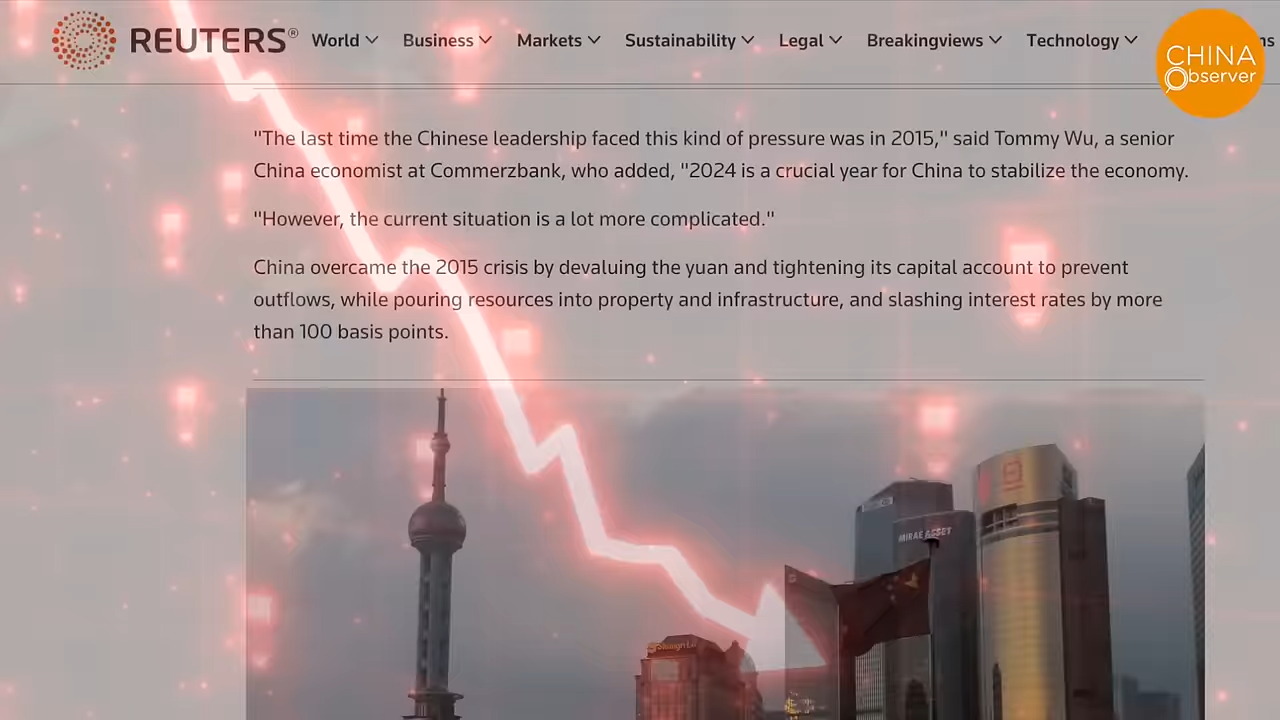 REUTERS®
World
Business
Markets
Sustainability
Legal
Breakingviews
Technology
ns
CHINA
Observer
"The last time the Chinese leadership faced this kind of pressure was in 2015," said Tommy Wu, a senior
China economist at Commerzbank, who added, "2024 is a crucial year for China to stabilize the economy.
"However, the current situation is a lot more complicated."
China overcame the 2015 crisis by devaluing the yuan and tightening its capital account to prevent
outflows, while pouring resources into property and infrastructure, and slashing interest rates by more
than 100 basis points.
MIRAE ASSET